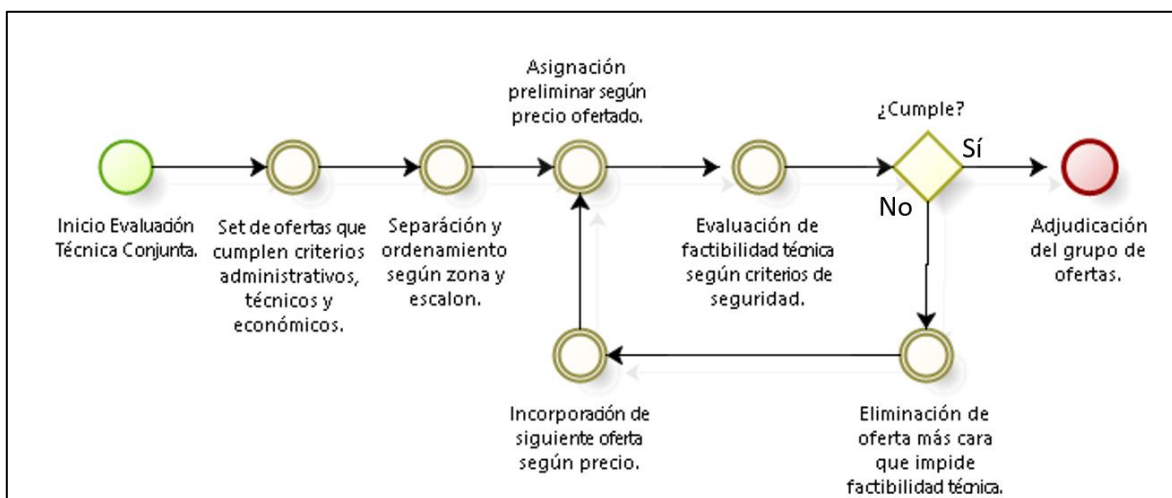 Inicio Evaluación
Técnica Conjunta.
Set de ofertas que
cumplen criterios
administrativos,
técnicos y
económicos.
Separáción y
ordenamiento
según zona y
escalon.
Asignación
preliminar según
precio ofertado.
Evaluación de
factibilidad técnica
según criterios de
seguridad.
¿Cumple?
Sí
No
Adjudicación
del grupo de
ofertas.
Eliminación de
oferta más cara
que impide
factibilidad técnica.
Incorporación de
siguiente oferta
según precio.